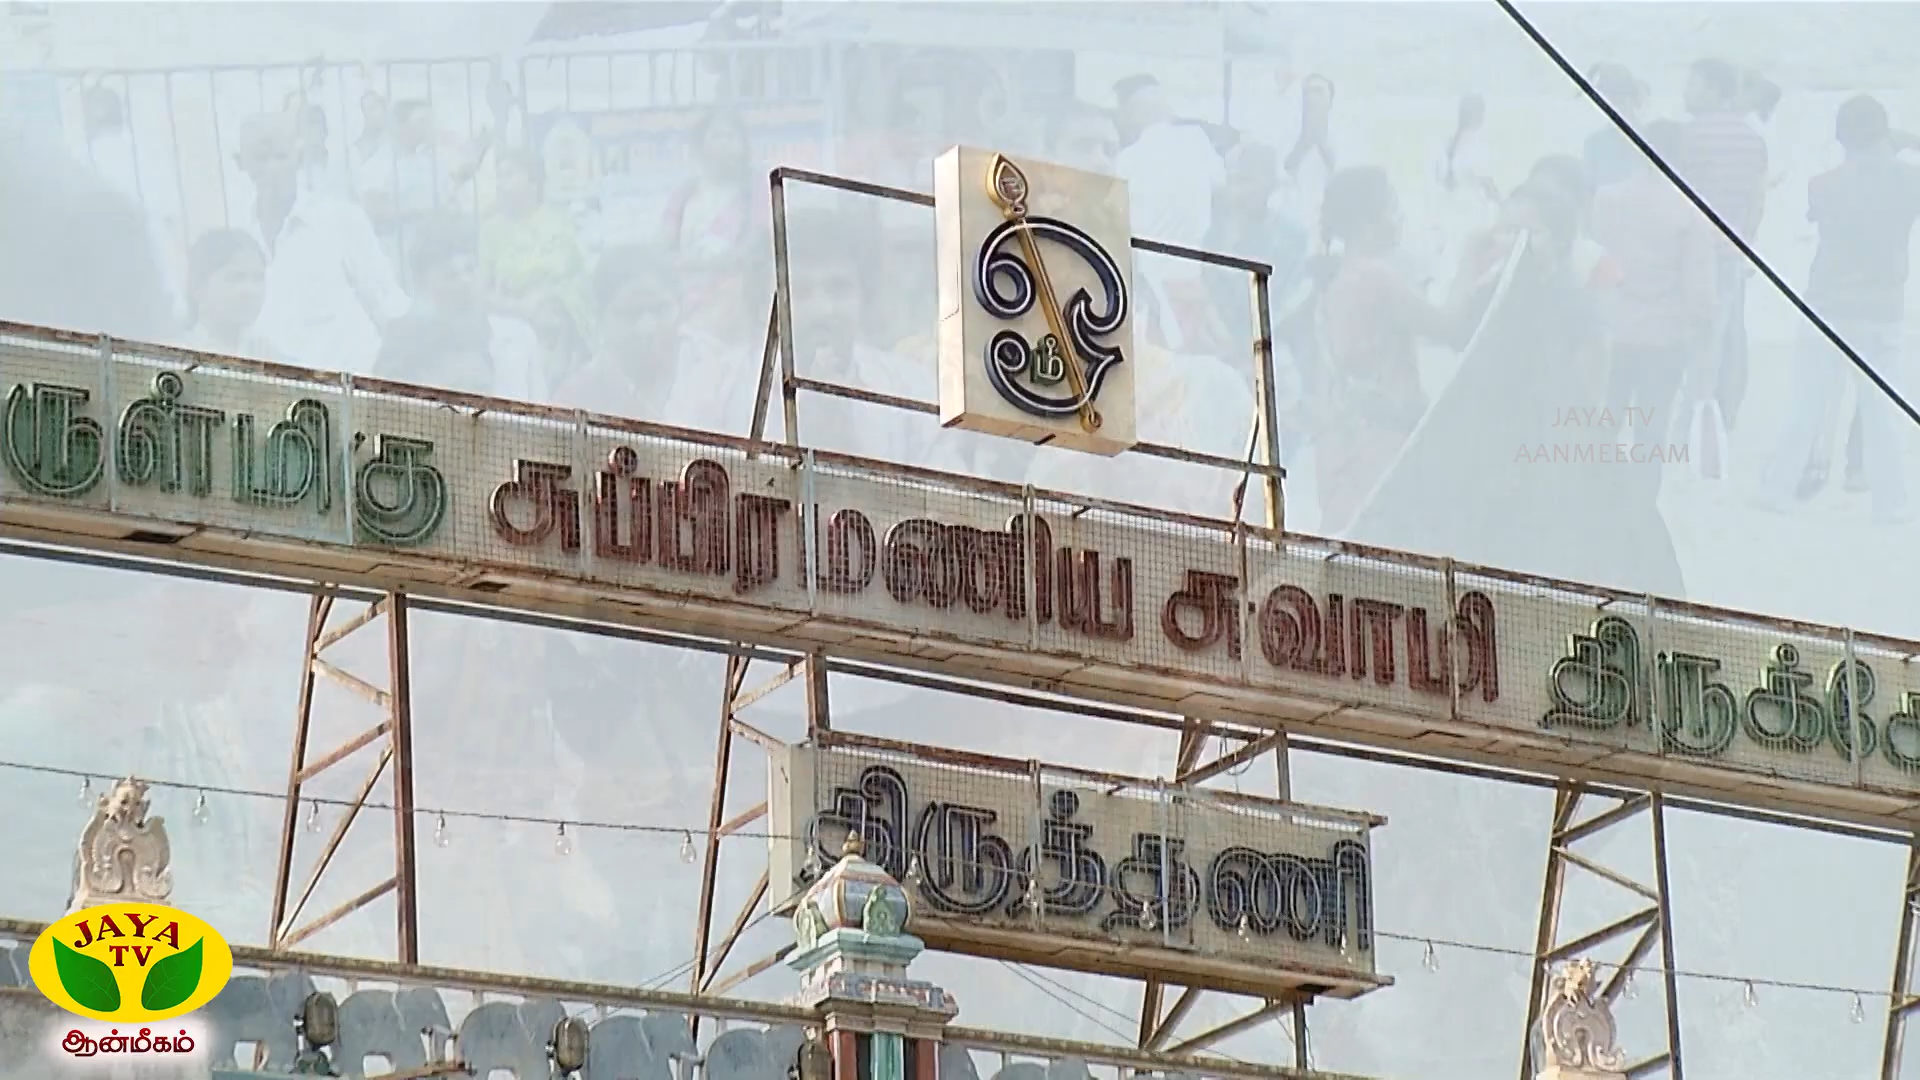 ஓம்
ருள்மிகு சுப்பிரமணிய சுவாமி திருக்கோ
திருத்தணி
JAYA TV
AANMEEGAM
JAYA
TV
ஆன்மீகம்